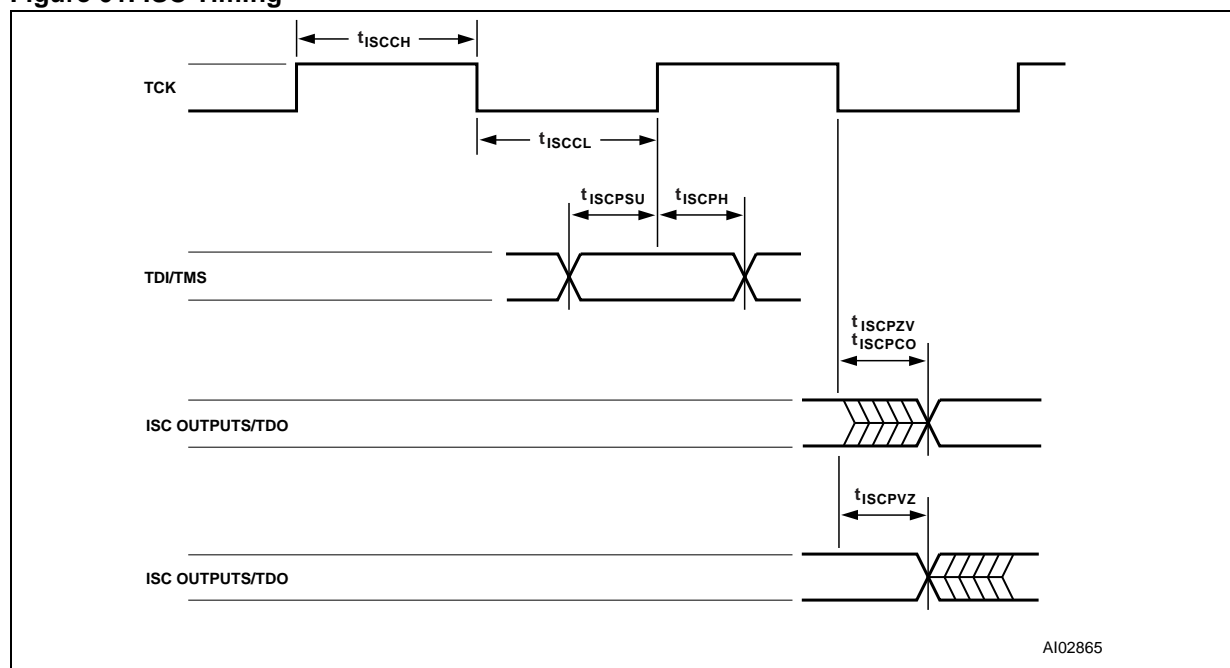 Figure ISC Timing
tISCCH
TCK
tISCCL
tISCPSU tISCPH
TDI/TMS
tISCPZV
tISCPCO
ISC OUTPUTS/TDO
tISCPVZ
ISC OUTPUTS/TDO
AI02865